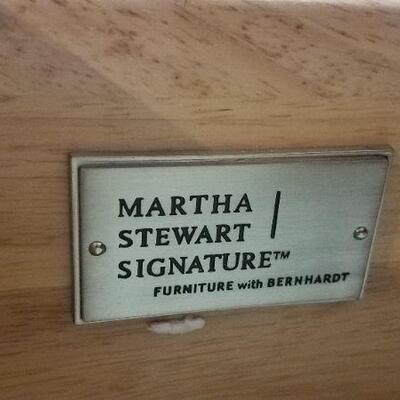 MARTHA
STEWART
SIGNATURE™
FURNITURE with BERNHARDT